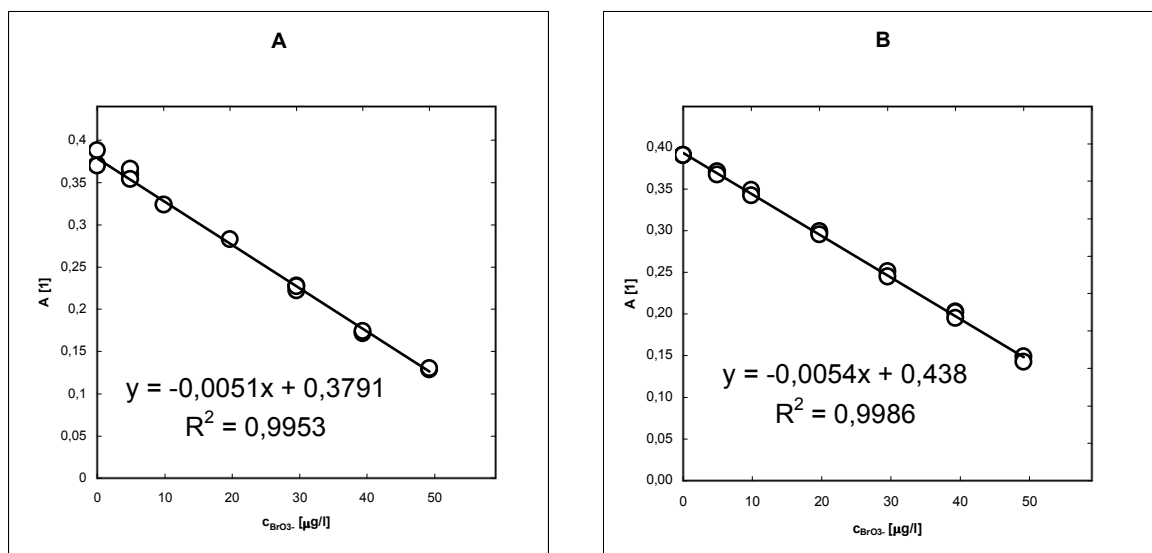 A
0,4
0,35
0,3
0,25
0,2
0,15
0,1
0,05
0
A [1]
y = -0,0051x + 0,3791
R² = 0,9953
0 10 20 30 40 50
cBrO3- [µg/l]
B
0,40
0,35
0,30
0,25
0,20
0,15
0,10
0,05
0,00
A [1]
y = -0,0054x + 0,438
R² = 0,9986
0 10 20 30 40 50
cBrO3- [µg/l]